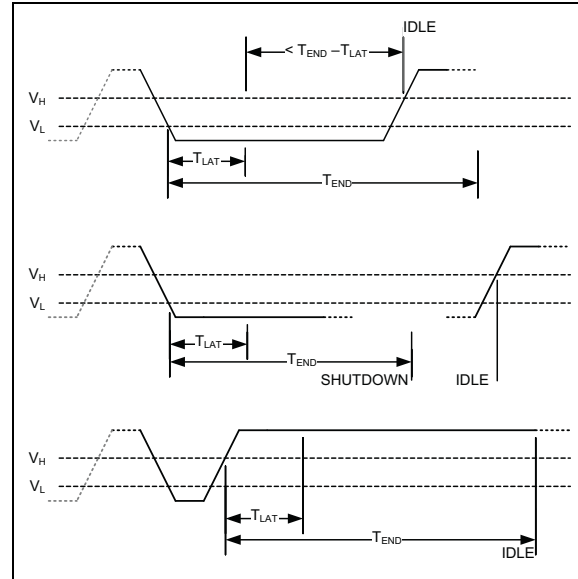 IDLE
< TEND –TLAT
VH
VL
TLAT
TEND
VH
VL
TLAT
TEND
SHUTDOWN IDLE
VH
VL
TLAT
TEND
IDLE